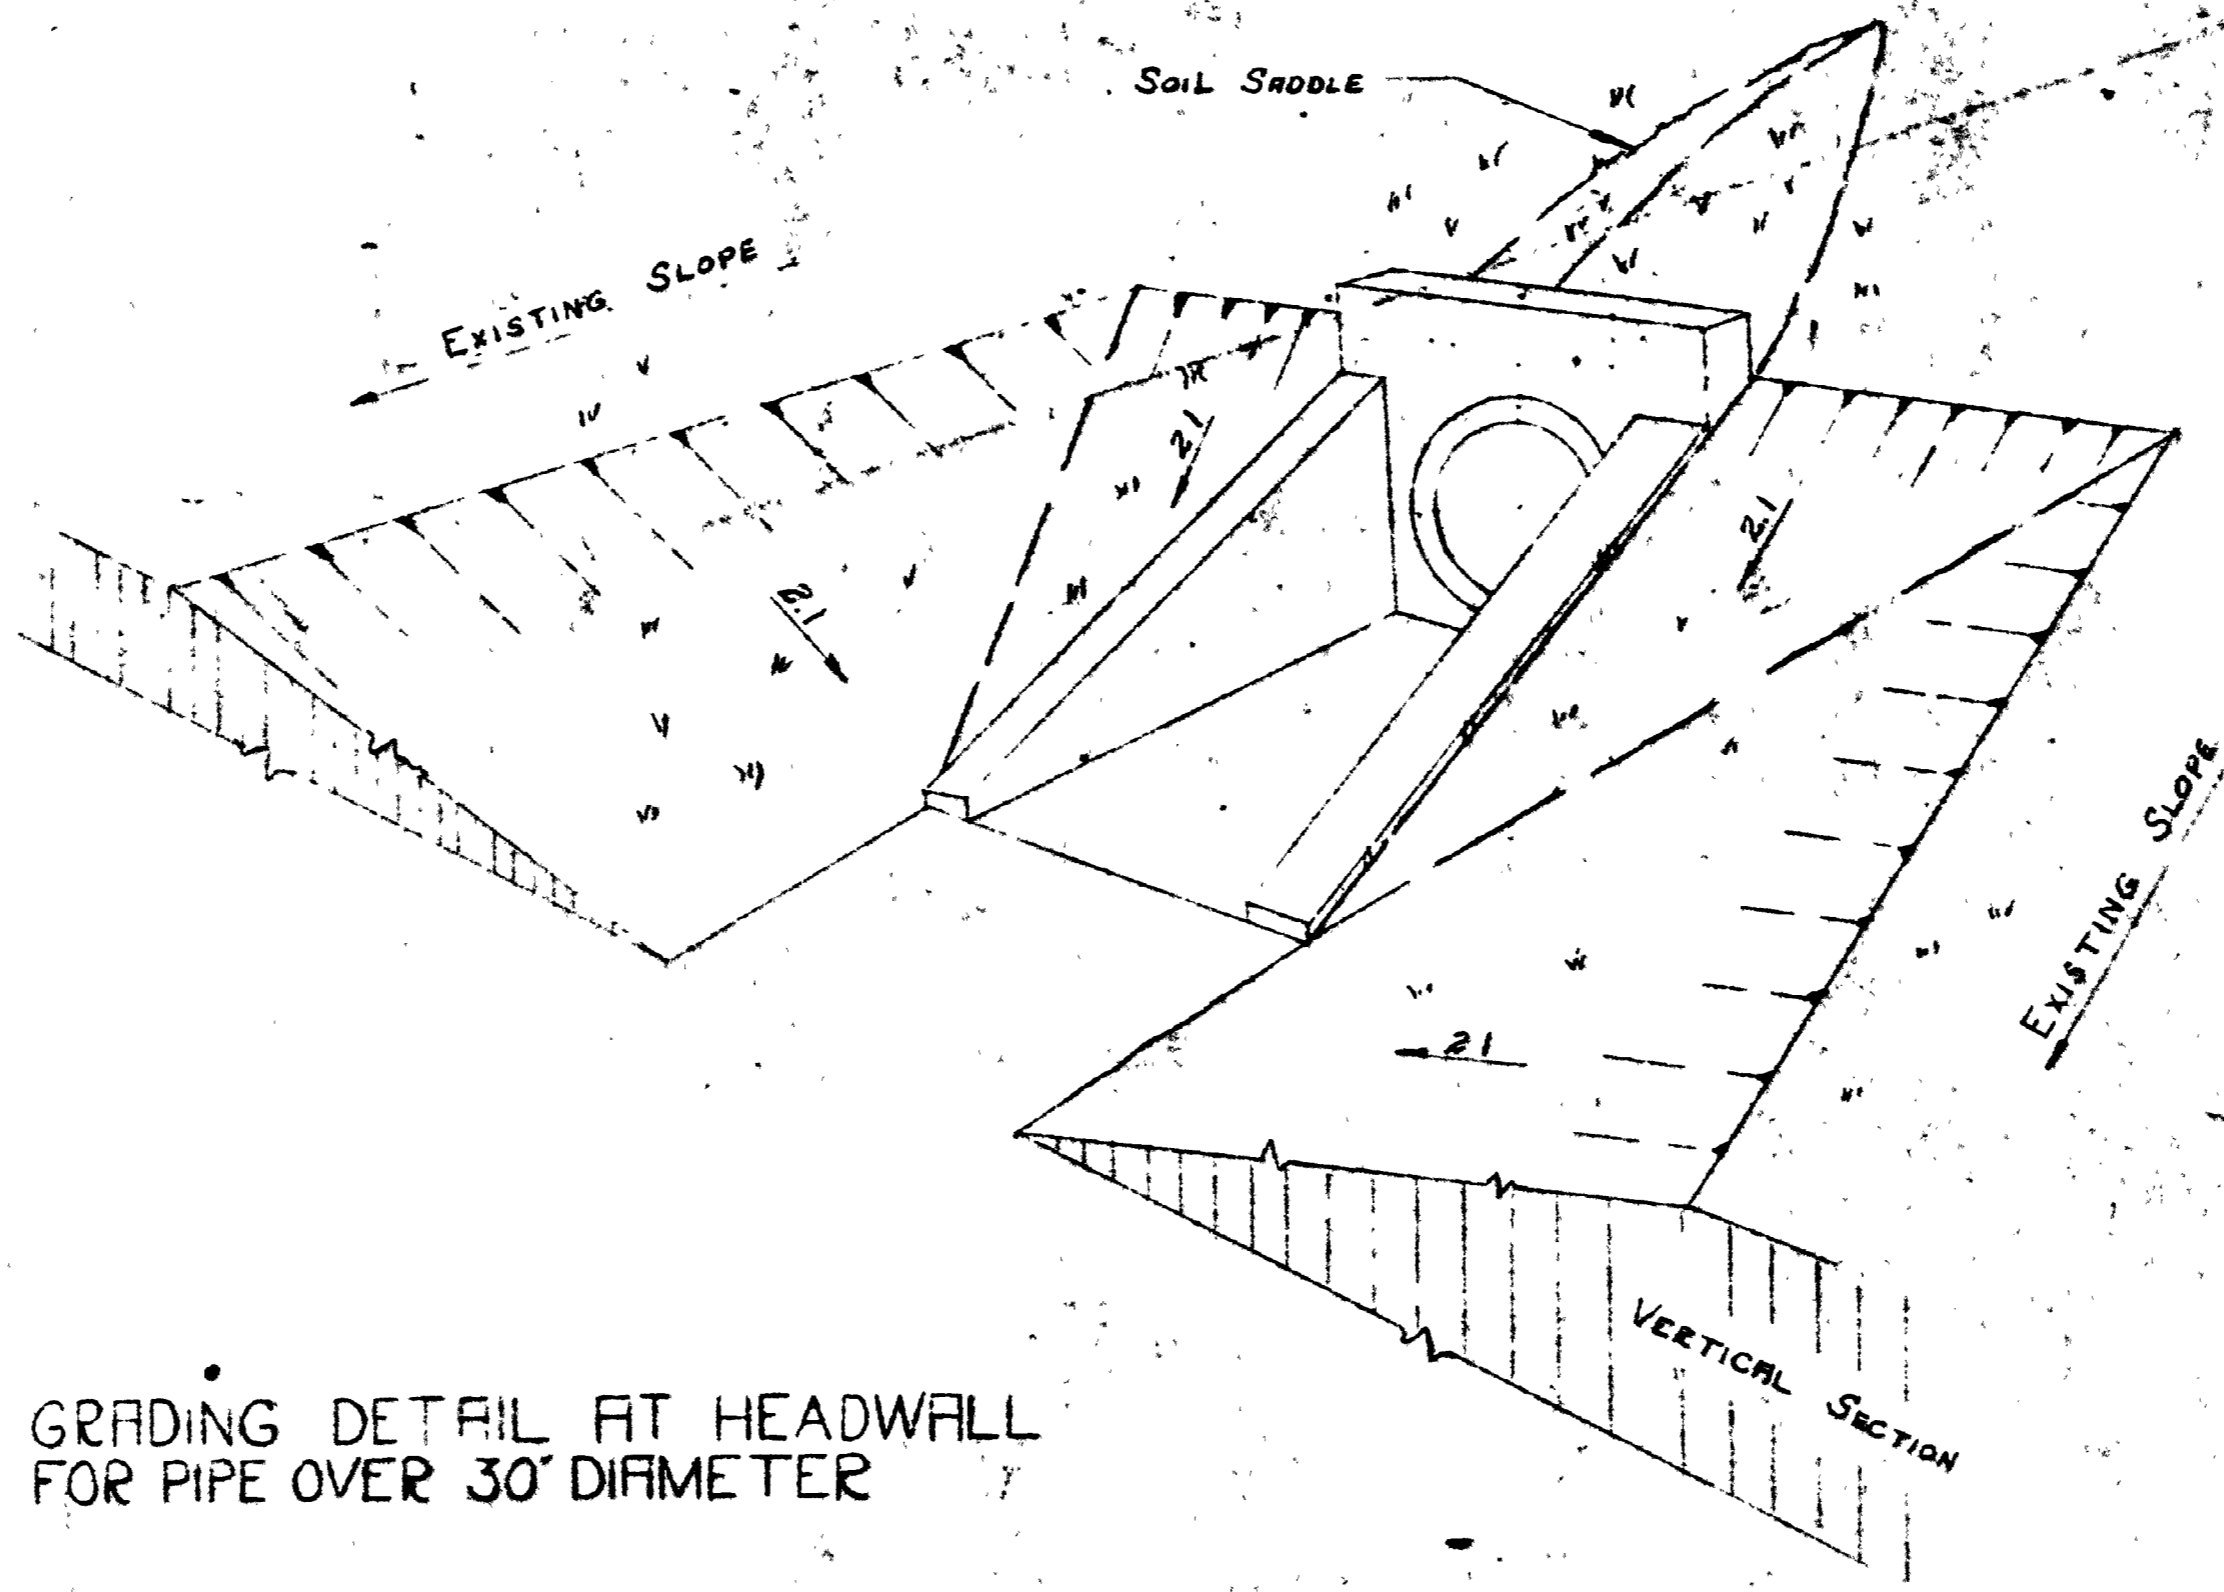 SOIL SADDLE
EXISTING SLOPE
2:1
2:1
2:1
EXISTING SLOPE
2:1
VERTICAL SECTION
GRADING DETAIL AT HEADWALL
FOR PIPE OVER 30" DIAMETER